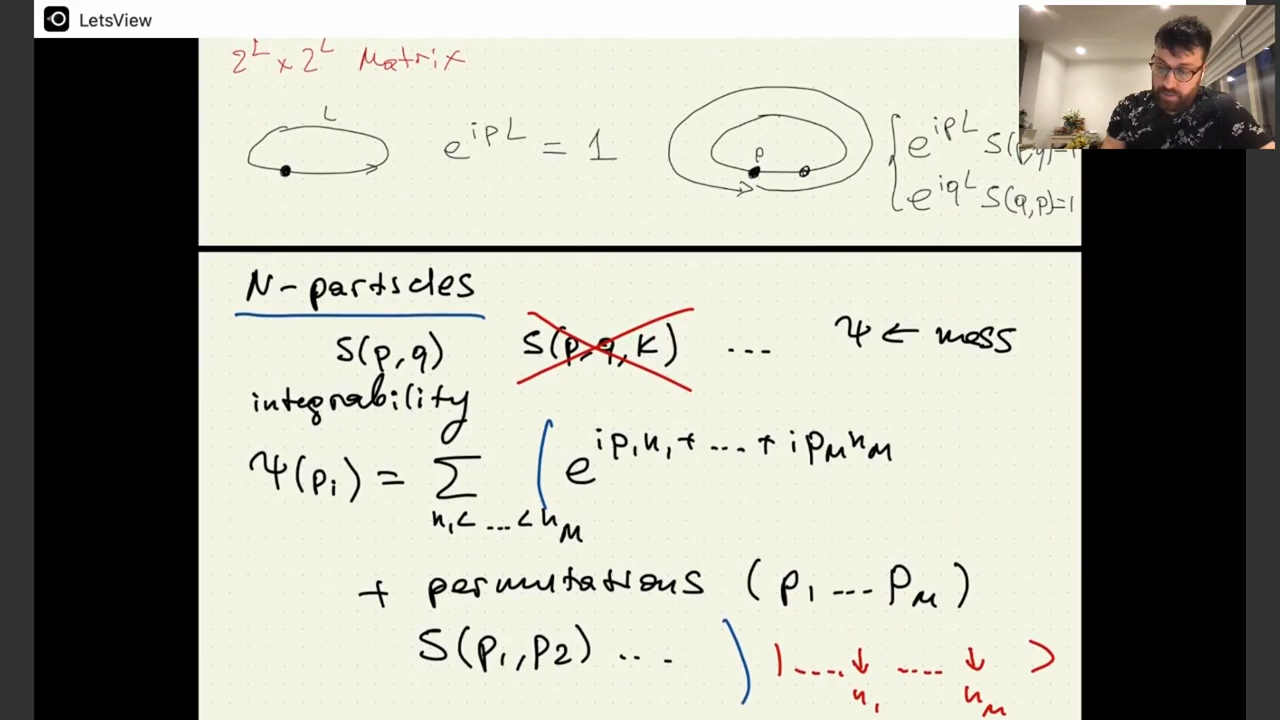 LetsView
2^L x 2^L Matrix
L
e^{ipL} = 1
p
e^{ipL} S(p,q)=1
e^{iqL} S(q,p)=1
N-particles
S(p,q) S(p,q,k) ... Ψ ← mess
integrability
Ψ(p_i) = Σ_{n_1< ... <n_M} ( e^{ip_1n_1+ ... + ip_Mn_M}
+ permutations (p_1 ... p_M)
S(p_1,p_2) ... ) |....↓ .... ↓ >
n_1 n_M